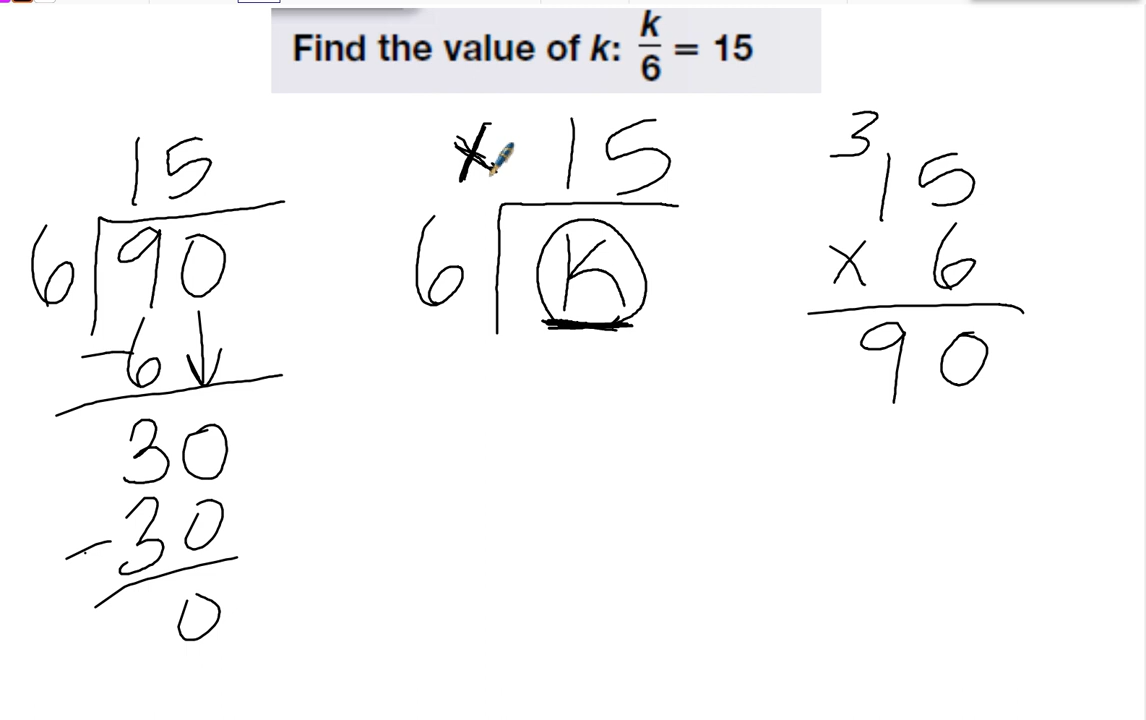 Find the value of k: k/6 = 15
15
6 90
-6
30
-30
0
x 15
6 K
3
15
x 6
90